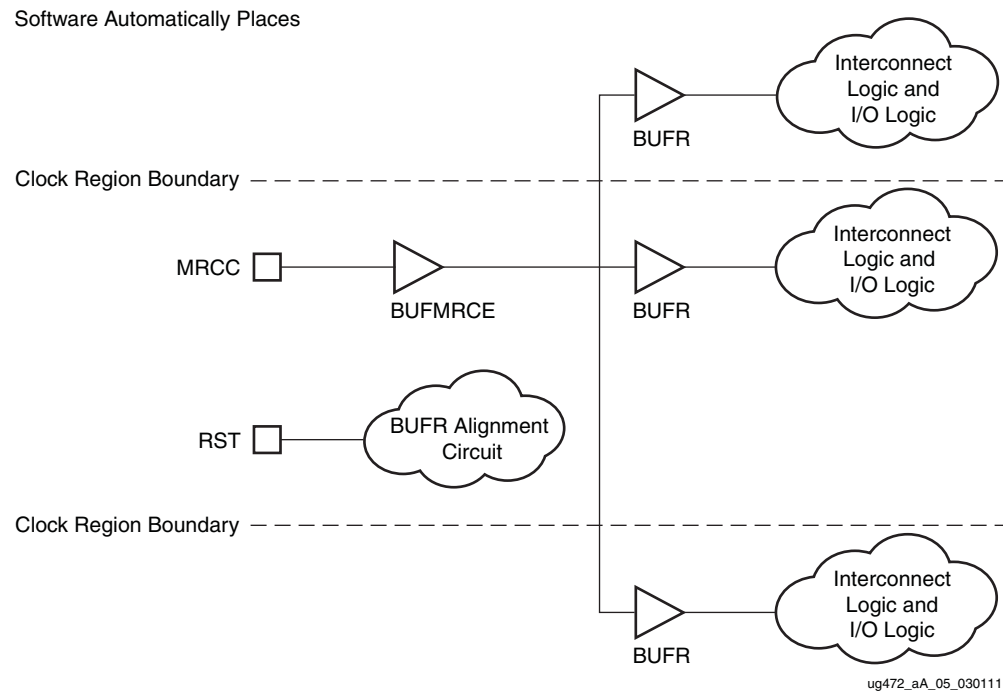 Software Automatically Places
Interconnect
Logic and
I/O Logic
BUFR
Clock Region Boundary
Interconnect
Logic and
I/O Logic
MRCC
BUFMRCE
BUFR
RST
BUFR Alignment
Circuit
Clock Region Boundary
Interconnect
Logic and
I/O Logic
BUFR
ug472_aA_05_030111